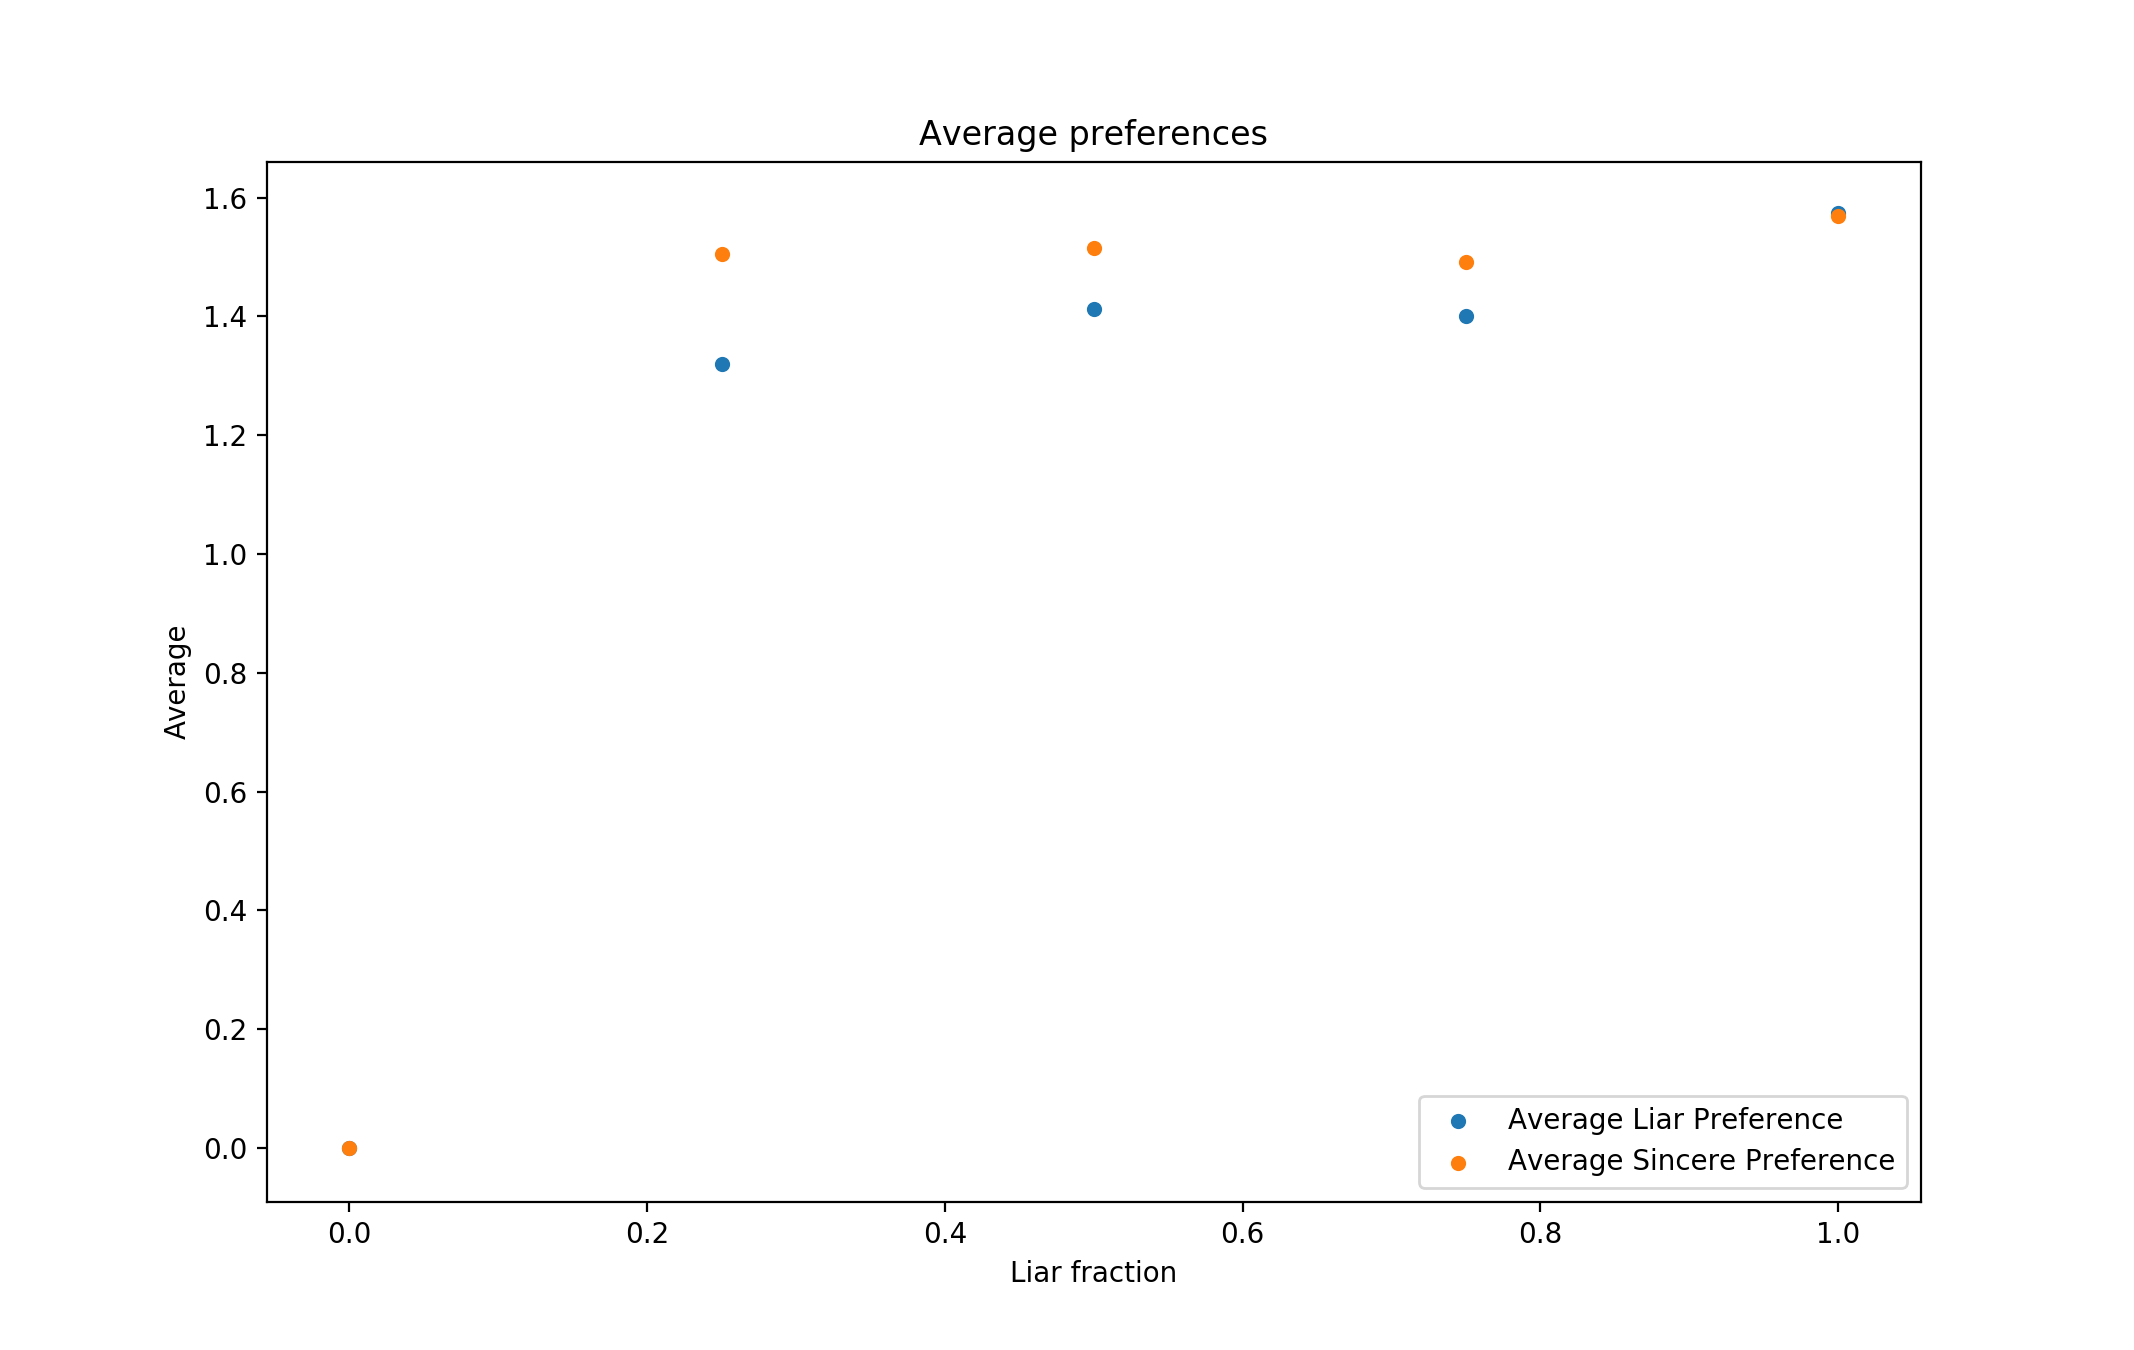 Average preferences
1.6
1.4
1.2
1.0
0.8
0.6
0.4
0.2
0.0
Average
Average Liar Preference
Average Sincere Preference
0.0 0.2 0.4 0.6 0.8 1.0
Liar fraction